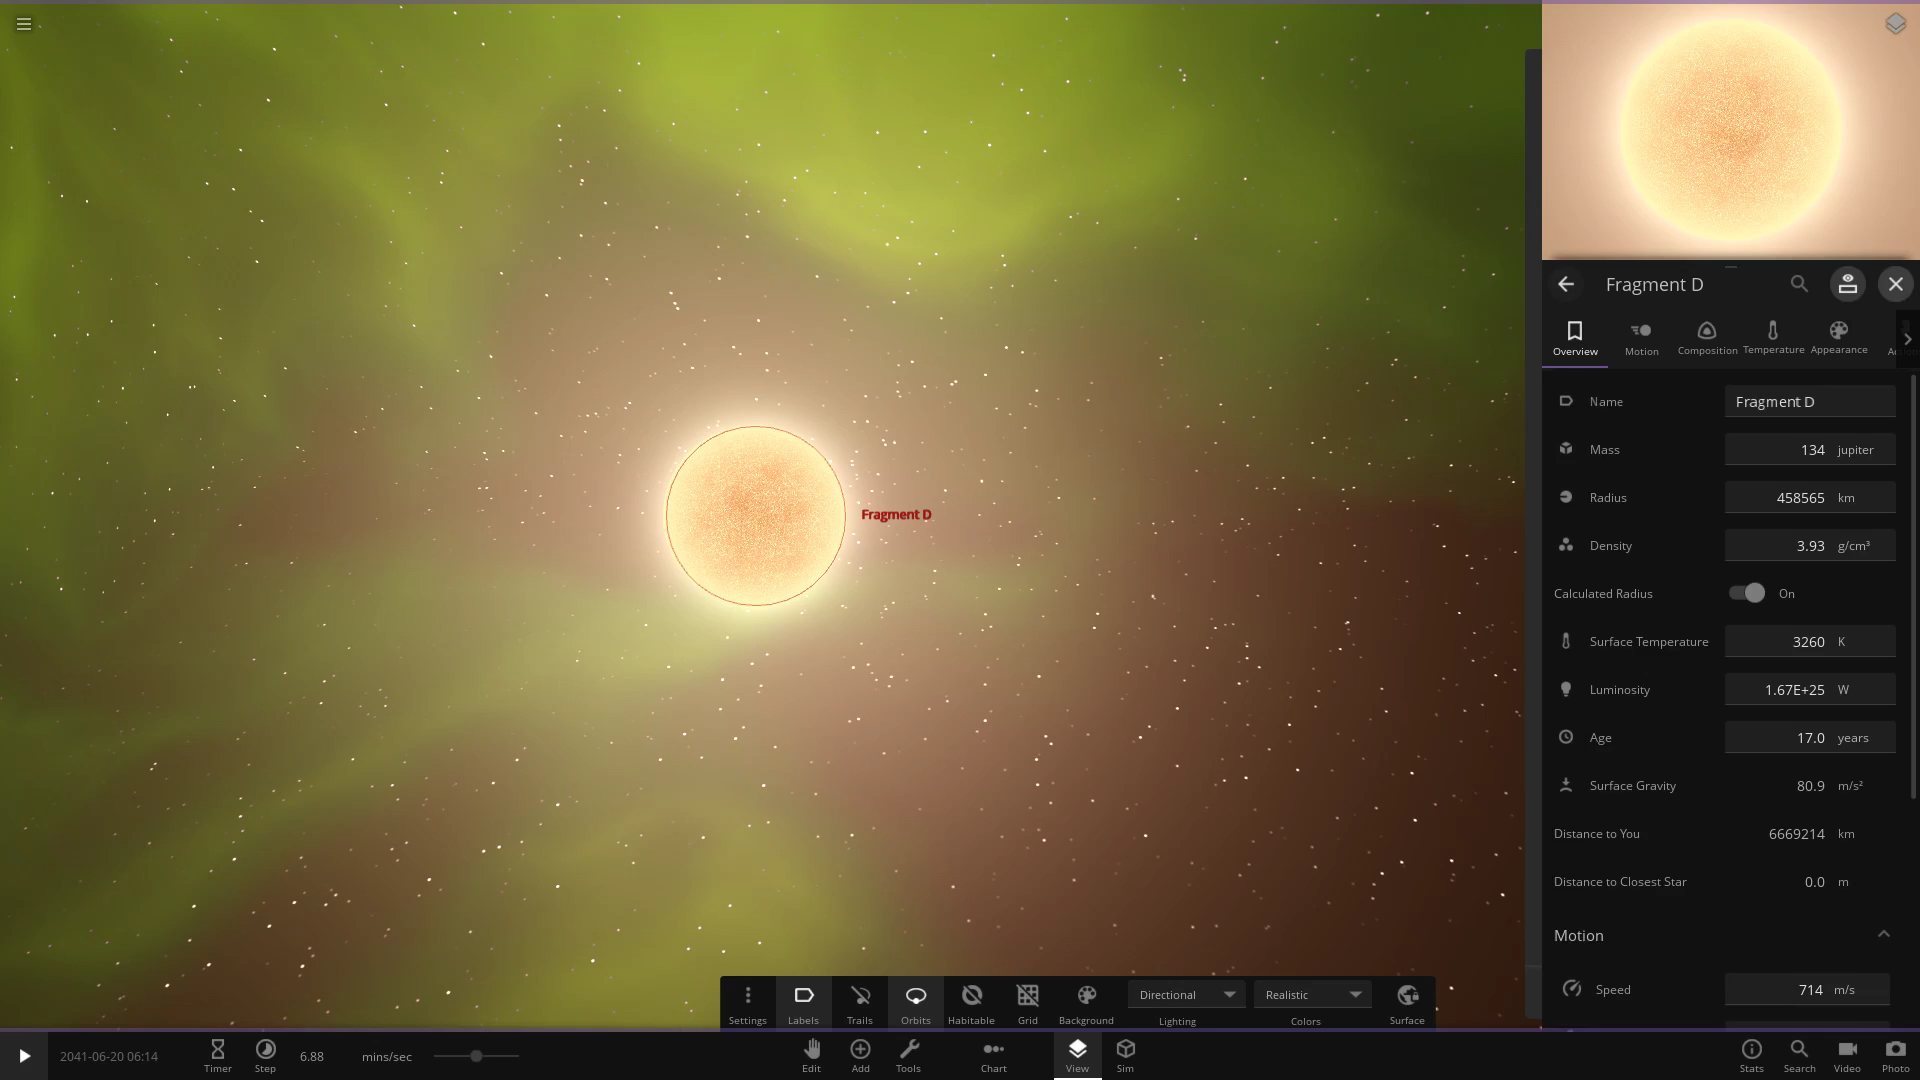 Fragment D
Fragment D
Overview
Motion
Composition
Temperature
Appearance
Name Fragment D
Mass 134 jupiter
Radius 458565 km
Density 3.93 g/cm³
Calculated Radius On
Surface Temperature 3260 K
Luminosity 1.67E+25 W
Age 17.0 years
Surface Gravity 80.9 m/s²
Distance to You 6669214 km
Distance to Closest Star 0.0 m
Motion
Speed 714 m/s
Directional
Realistic
Settings Labels Trails Orbits Habitable Grid Background Lighting Colors Surface
2041-06-20 06:14
Timer
Step
6.88 mins/sec
Edit
Add
Tools
Chart
View
Sim
Stats
Search
Video
Photo